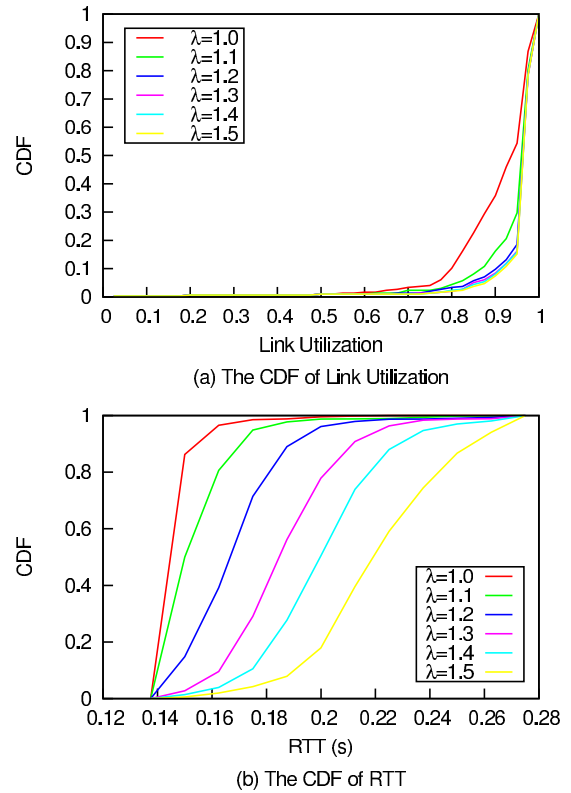 1
0.9
0.8
0.7
0.6
0.5
0.4
0.3
0.2
0.1
0
CDF
λ=1.0
λ=1.1
λ=1.2
λ=1.3
λ=1.4
λ=1.5
0 0.1 0.2 0.3 0.4 0.5 0.6 0.7 0.8 0.9 1
Link Utilization
(a) The CDF of Link Utilization
1
0.8
0.6
0.4
0.2
0
CDF
λ=1.0
λ=1.1
λ=1.2
λ=1.3
λ=1.4
λ=1.5
0.12 0.14 0.16 0.18 0.2 0.22 0.24 0.26 0.28
RTT (s)
(b) The CDF of RTT